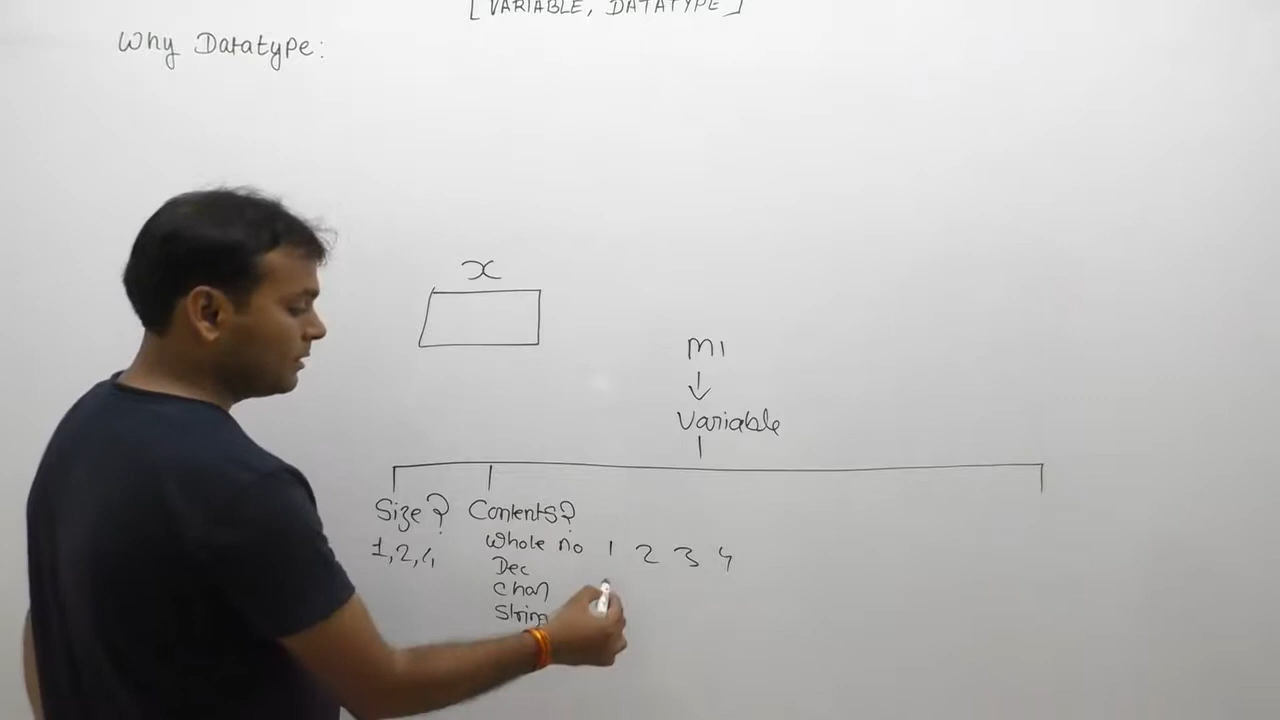 [VARIABLE, DATATYPE]
Why Datatype:
x
M1
Variable
Size? Contents?
1,2,4 Whole no 1 2 3 4
Dec
Char
String